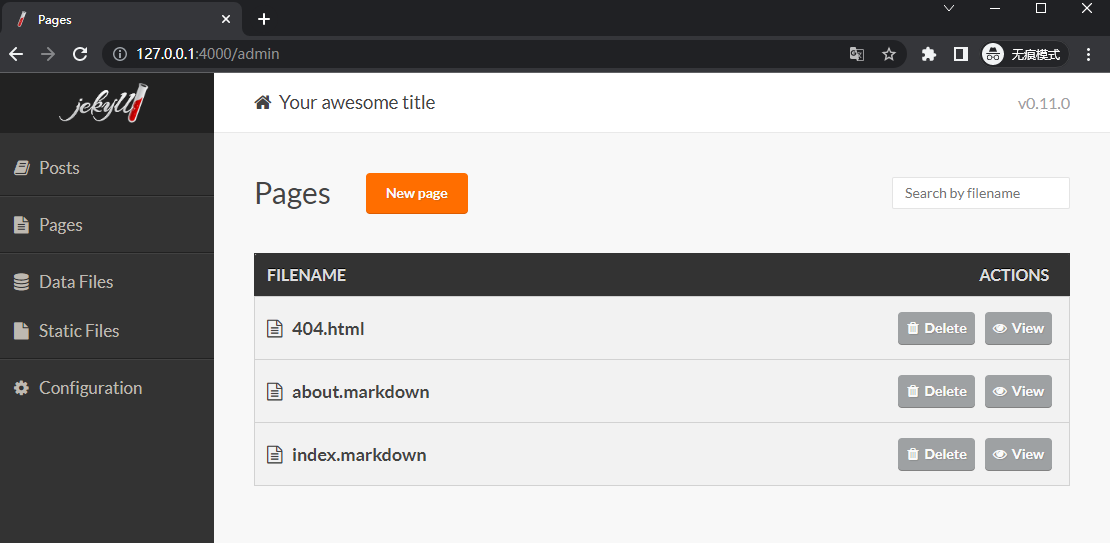 Pages
127.0.0.1:4000/admin
无痕模式
jekyll
Your awesome title
v0.11.0
Posts
Pages
Data Files
Static Files
Configuration
Pages
New page
Search by filename
FILENAME ACTIONS
404.html Delete View
about.markdown Delete View
index.markdown Delete View